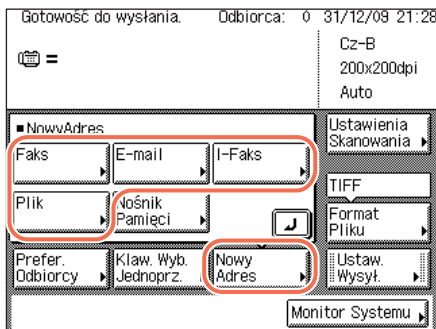 Gotowość do wysłania. Odbiorca: 0 31/12/09 21:28
Cz-B
=
200x200dpi
Auto
■NowyAdres
Ustawienia
Skanowania
Faks E-mail I-Faks
TIFF
Plik Nośnik
Pamięci
Format
Pliku
Prefer.
Odbiorcy
Klaw. Wyb.
Jednoprz.
Nowy
Adres
Ustaw.
Wysył.
Monitor Systemu